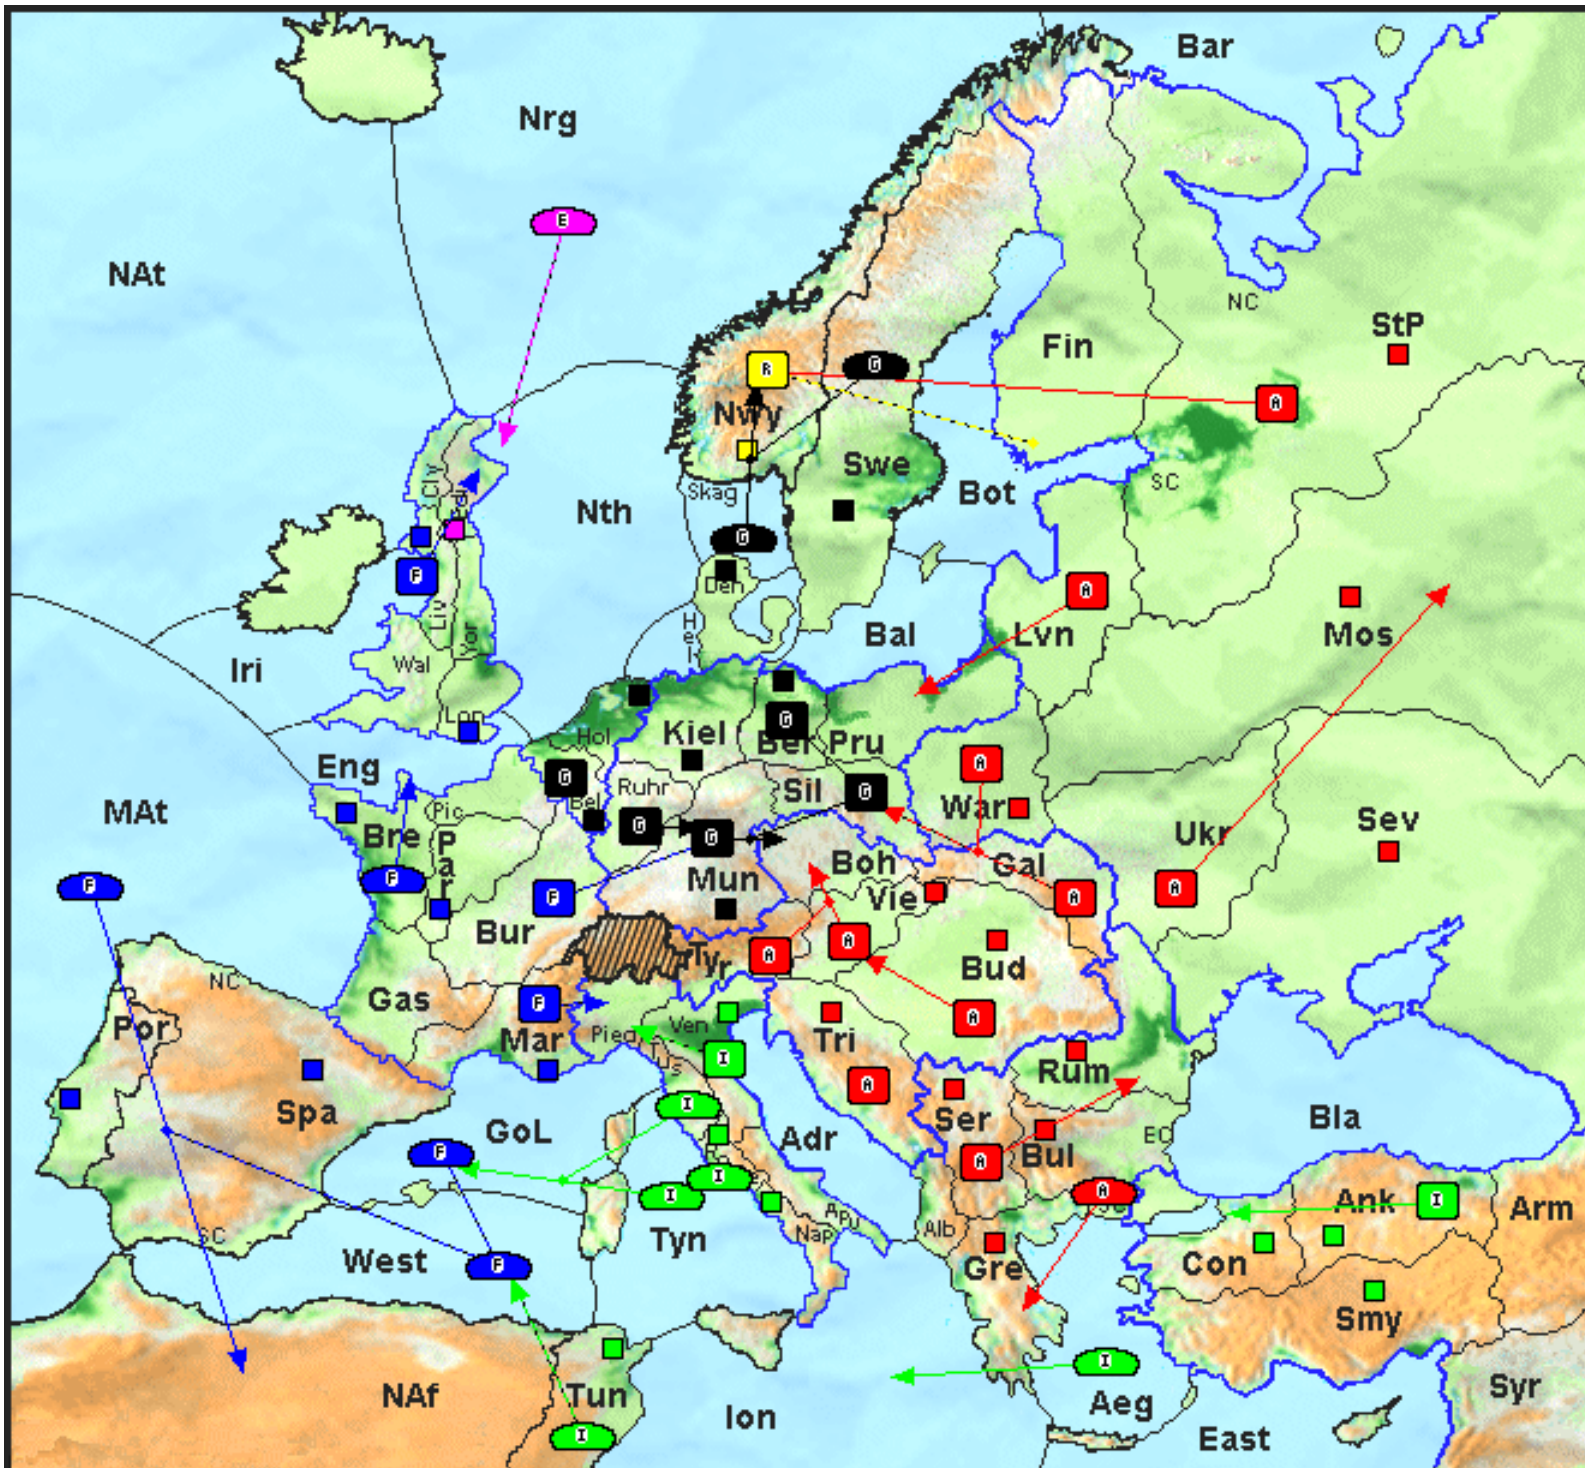 Bar
Nrg
E
NAt
NC
StP
Fin
R
G
A
Nwy
Cly
Edi
Swe
SC
Skag
Bot
Nth
G
F
Den
A
Liv
Yor
Hel
Bal
Lvn
Mos
Iri
Wal
Lon
G
Kiel
Ber
Pru
Hol
Eng
A
G
Ruhr
Sil
G
Bel
War
MAt
Pic
Bre
Par
G
G
Ukr
Sev
Boh
Gal
F
F
F
Mun
Vie
A
A
Bur
Tyr
A
A
Bud
NC
Gas
F
A
Por
Mar
Pied
Ven
Tri
Rum
Tus
I
A
Spa
Ser
I
GoL
Adr
Bul
EC
Bla
F
Rom
A
I
I
A
Ank
I
Arm
SC
Apu
Nap
Alb
SC
West
F
Tyn
Gre
Con
Smy
I
Syr
NAf
Tun
Ion
Aeg
I
East